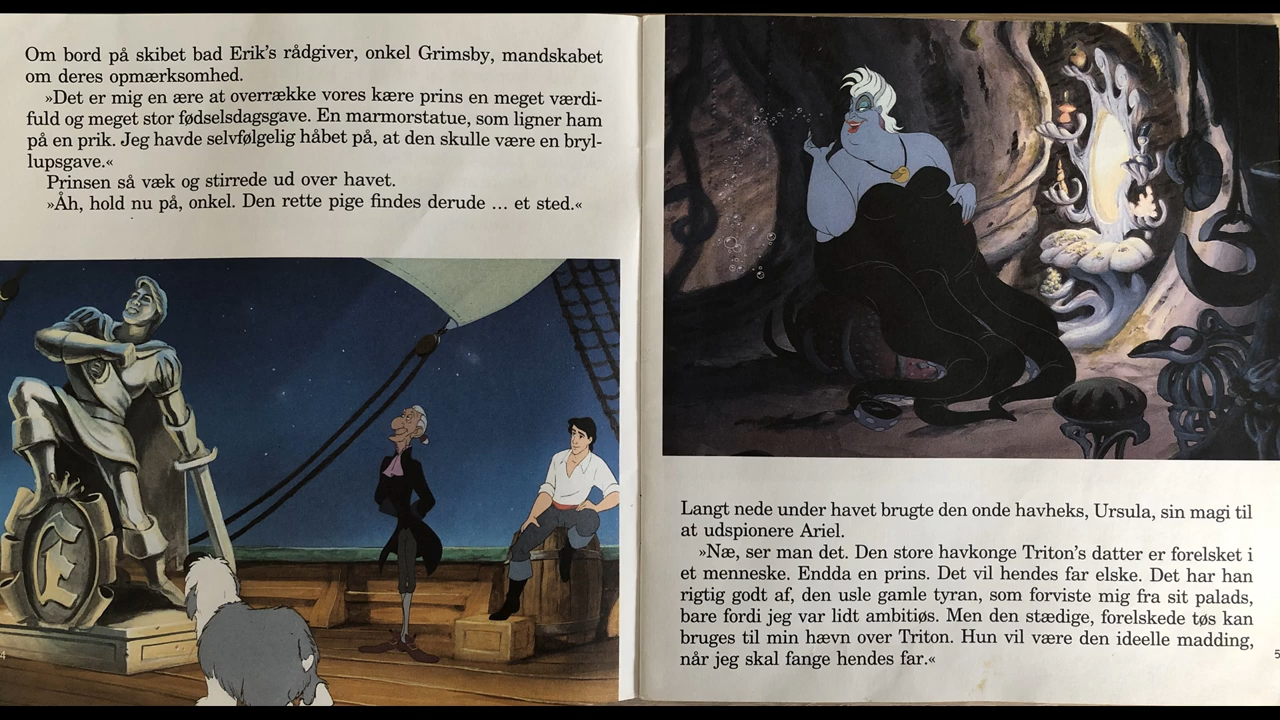 Om bord på skibet bad Erik's rådgiver, onkel Grimsby, mandskabet
om deres opmærksomhed.
»Det er mig en ære at overrække vores kære prins en meget værdi-
fuld og meget stor fødselsdagsgave. En marmorstatue, som ligner ham
på en prik. Jeg havde selvfølgelig håbet på, at den skulle være en bryl-
lupsgave.«
Prinsen så væk og stirrede ud over havet.
»Åh, hold nu på, onkel. Den rette pige findes derude ... et sted.«
E
4
Langt nede under havet brugte den onde havheks, Ursula, sin magi til
at udspionere Ariel.
»Næ, ser man det. Den store havkonge Triton's datter er forelsket i
et menneske. Endda en prins. Det vil hendes far elske. Det har han
rigtig godt af, den usle gamle tyran, som forviste mig fra sit palads,
bare fordi jeg var lidt ambitiøs. Men den stædige, forelskede tøs kan
bruges til min hævn over Triton. Hun vil være den ideelle madding,
når jeg skal fange hendes far.«
5